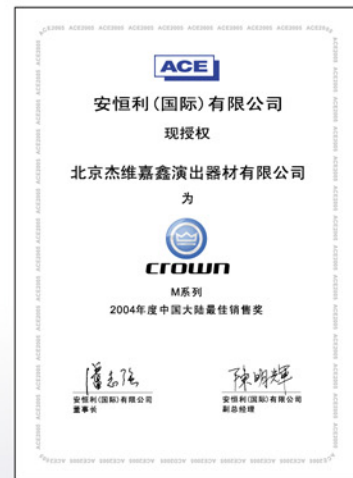 ACE
安恒利(国际)有限公司
现授权
北京杰维嘉鑫演出器材有限公司
为
crown
M系列
2004年度中国大陆最佳销售奖
陳明輝
安恒利(国际)有限公司
董事长
安恒利(国际)有限公司
副总经理